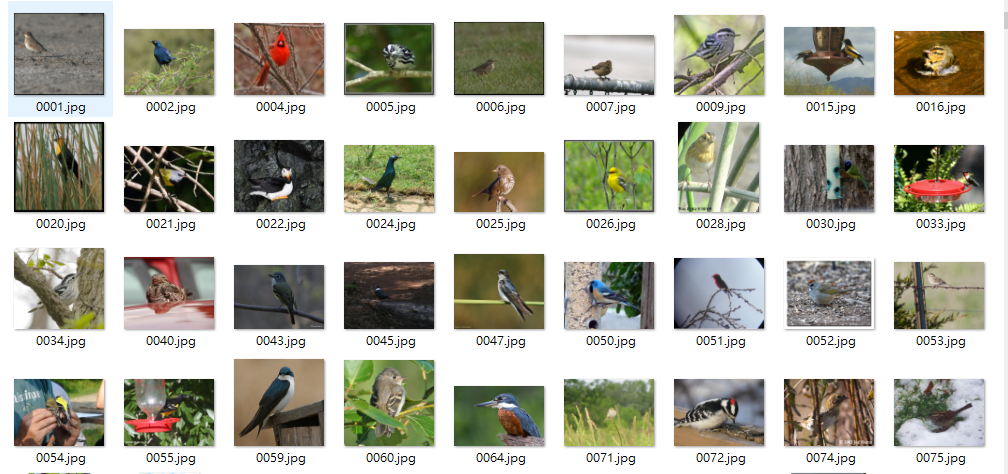 0001.jpg 0002.jpg 0004.jpg 0005.jpg 0006.jpg 0007.jpg 0009.jpg 0015.jpg 0016.jpg
0020.jpg 0021.jpg 0022.jpg 0024.jpg 0025.jpg 0026.jpg 0028.jpg 0030.jpg 0033.jpg
0034.jpg 0040.jpg 0043.jpg 0045.jpg 0047.jpg 0050.jpg 0051.jpg 0052.jpg 0053.jpg
0054.jpg 0055.jpg 0059.jpg 0060.jpg 0064.jpg 0071.jpg 0072.jpg 0074.jpg 0075.jpg